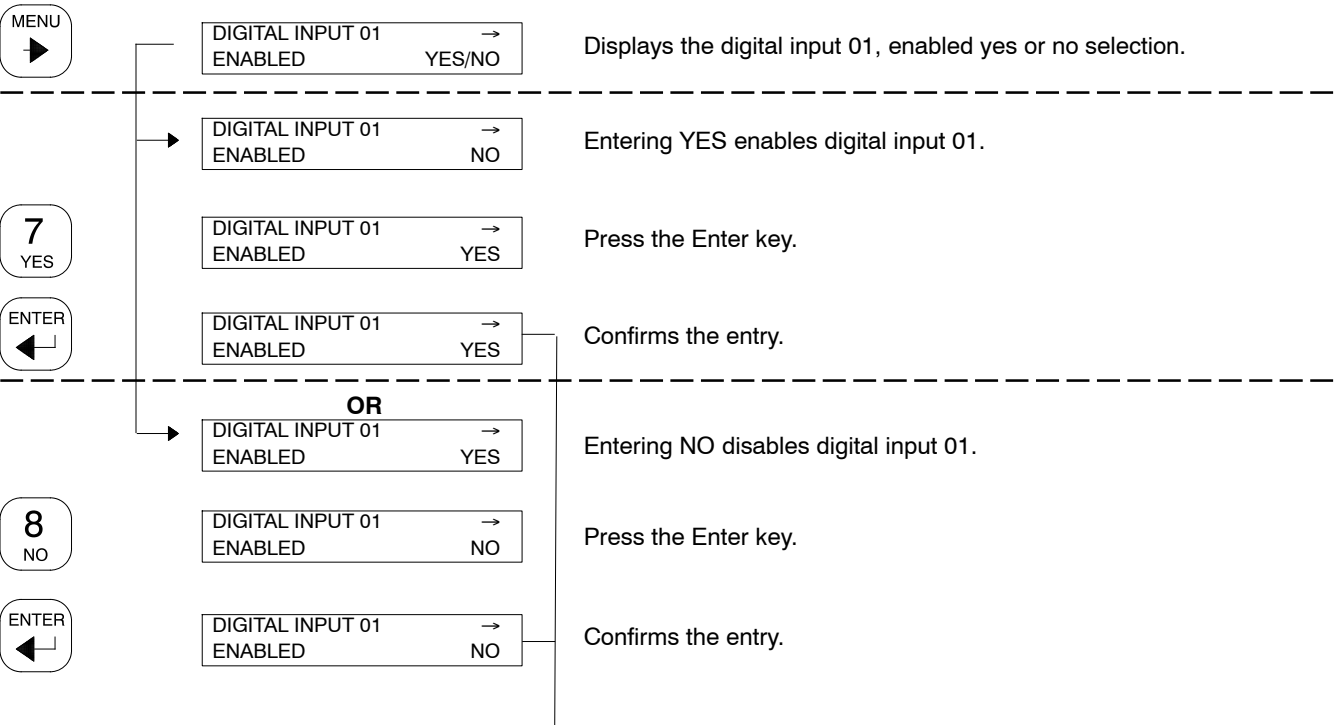 MENU
DIGITAL INPUT 01 →
ENABLED YES/NO
Displays the digital input 01, enabled yes or no selection.
DIGITAL INPUT 01 →
ENABLED NO
Entering YES enables digital input 01.
7
YES
DIGITAL INPUT 01 →
ENABLED YES
Press the Enter key.
ENTER
DIGITAL INPUT 01 →
ENABLED YES
Confirms the entry.
OR
DIGITAL INPUT 01 →
ENABLED YES
Entering NO disables digital input 01.
8
NO
DIGITAL INPUT 01 →
ENABLED NO
Press the Enter key.
ENTER
DIGITAL INPUT 01 →
ENABLED NO
Confirms the entry.